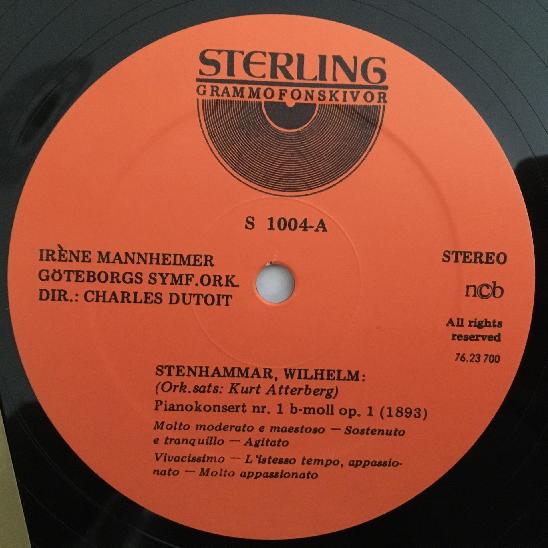 STERLING
GRAMMOFONSKIVOR
S 1004-A
IRÈNE MANNHEIMER
GÖTEBORGS SYMF.ORK.
DIR.: CHARLES DUTOIT
STEREO
ncb
All rights
reserved
76.23 700
STENHAMMAR, WILHELM:
(Ork.sats: Kurt Atterberg)
Pianokonsert nr. 1 b-moll op. 1 (1893)
Molto moderato e maestoso — Sostenuto
e tranquillo — Agitato
Vivacissimo — L'istesso tempo, appassio-
nato — Molto appassionato